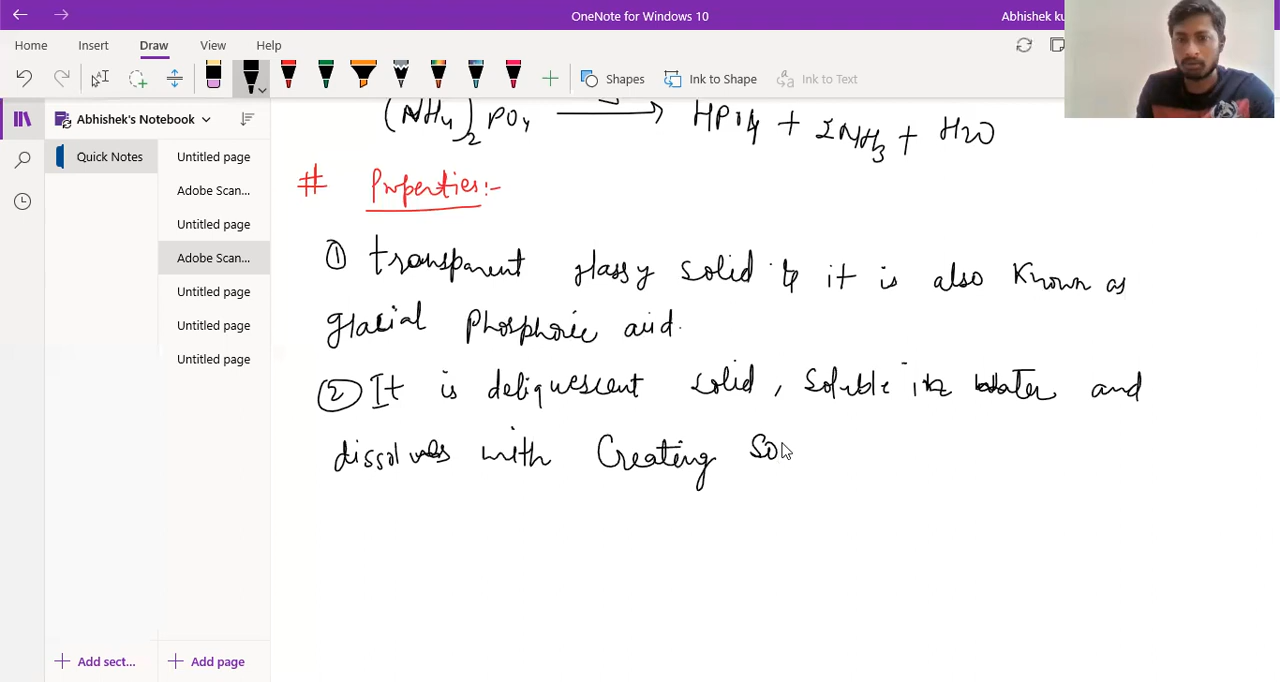 OneNote for Windows 10
Abhishek ku
Home Insert Draw View Help
Shapes Ink to Shape Ink to Text
Abhishek's Notebook
Quick Notes
Untitled page
Adobe Scan...
Untitled page
Adobe Scan...
Untitled page
Untitled page
Untitled page
Add sect... Add page
(NH4)2 PO4 → HPO4 + 2NH3 + H2O
# Properties:-
① transparent glassy solid & it is also known as
glacial Phosphoric acid.
② It is deliquescent solid, soluble in water and
dissolves with Creating So